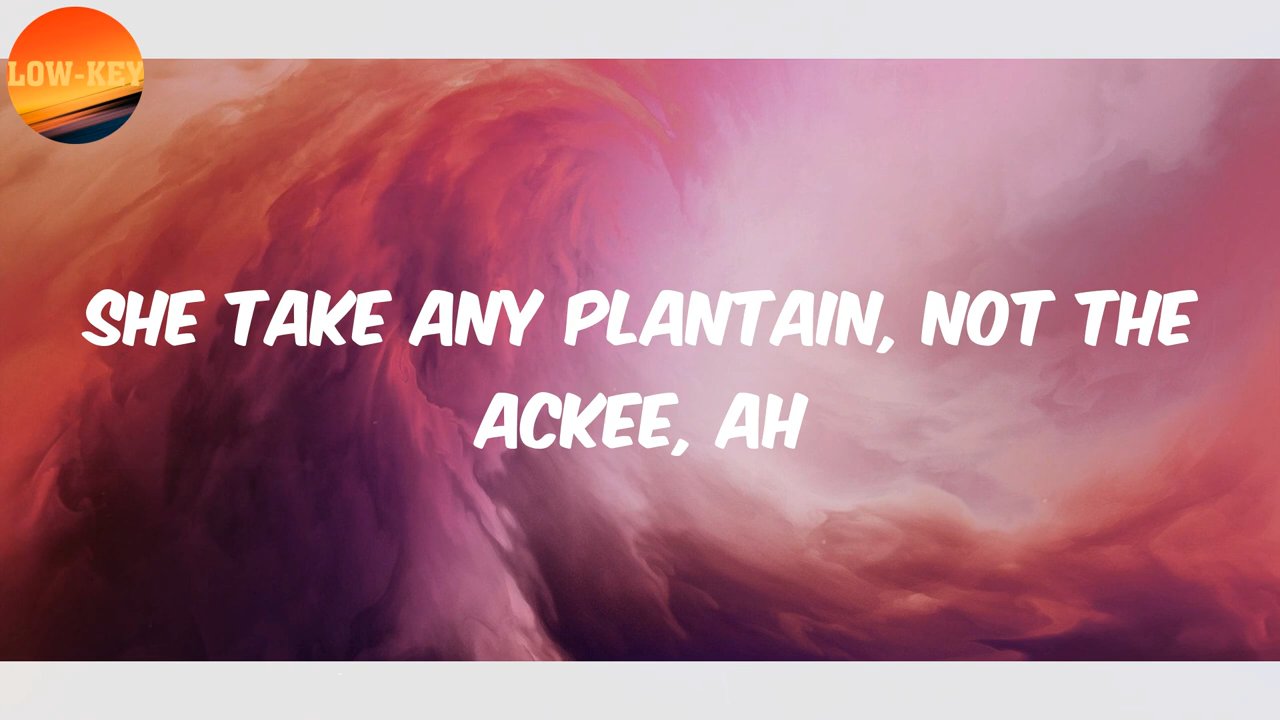 LOW-KEY
SHE TAKE ANY PLANTAIN, NOT THE
ACKEE, AH